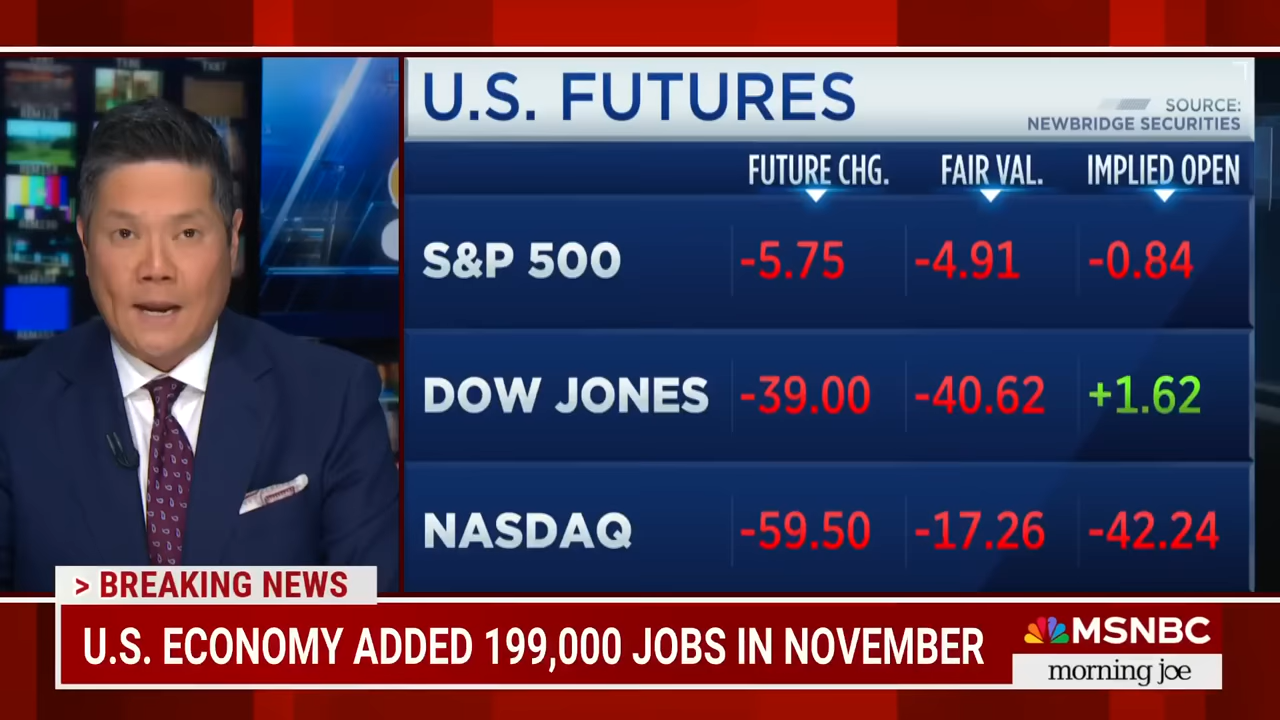 U.S. FUTURES
SOURCE:
NEWBRIDGE SECURITIES
FUTURE CHG. FAIR VAL. IMPLIED OPEN
S&P 500 -5.75 -4.91 -0.84
DOW JONES -39.00 -40.62 +1.62
NASDAQ -59.50 -17.26 -42.24
> BREAKING NEWS
U.S. ECONOMY ADDED 199,000 JOBS IN NOVEMBER
MSNBC
morning joe